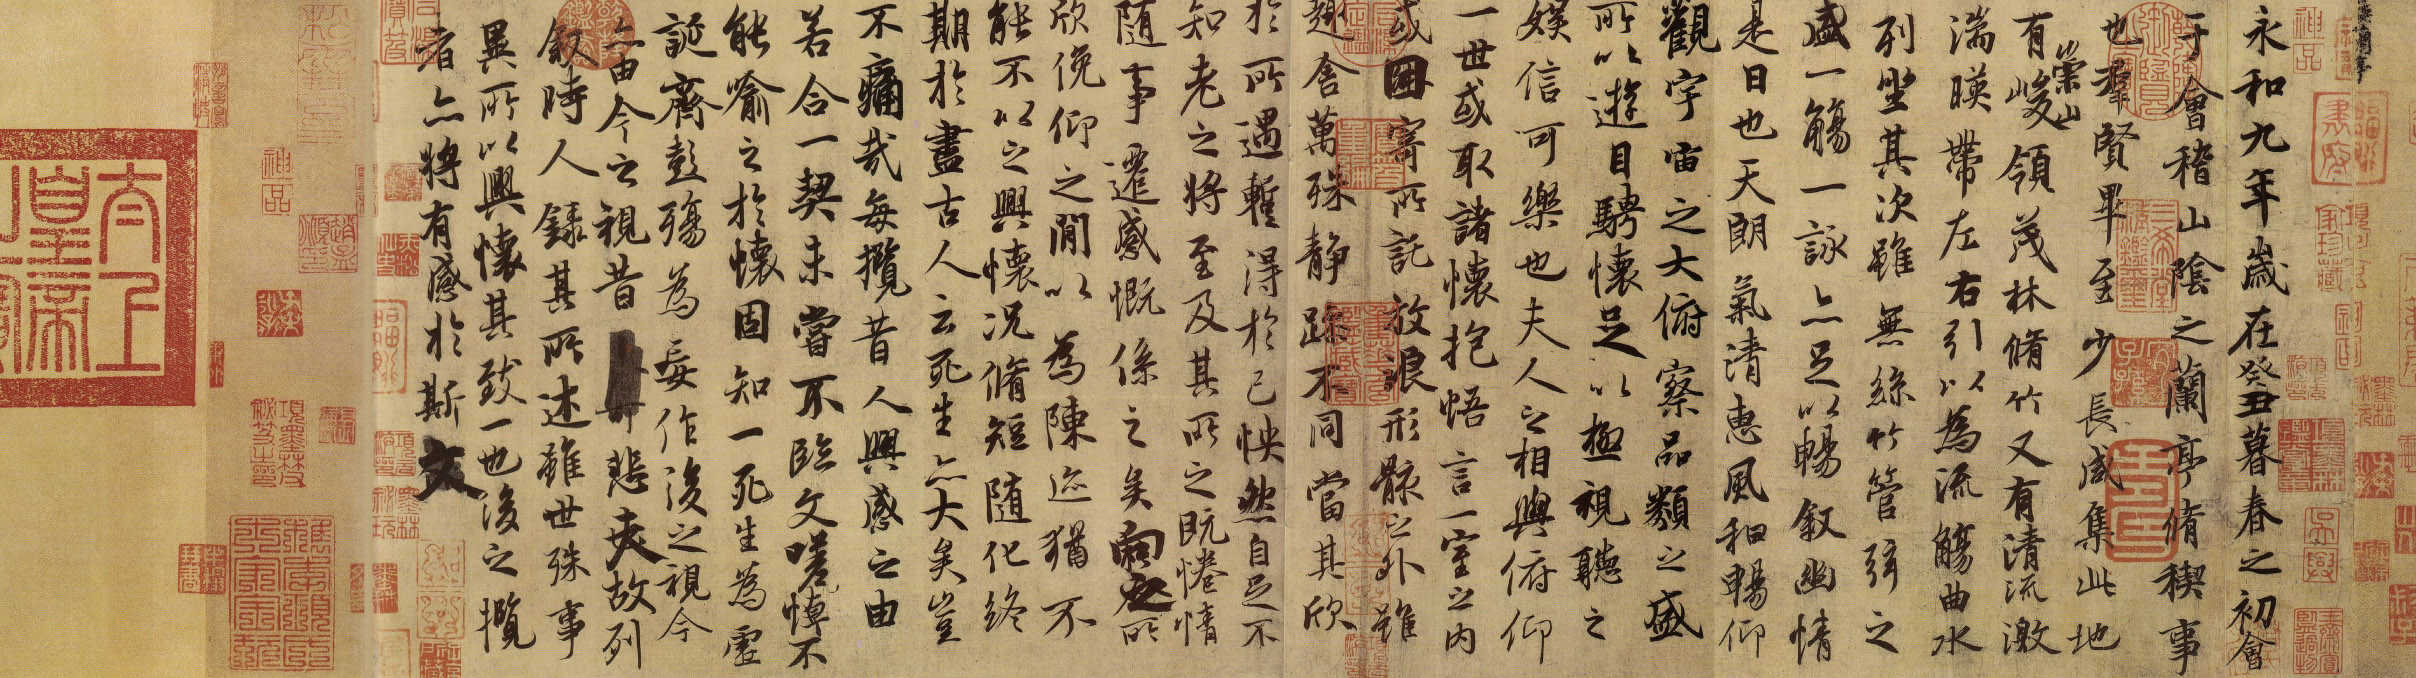 永和九年歲在癸丑暮春之初會
于會稽山陰之蘭亭脩稧事
也羣賢畢至少長咸集此地
有崇山峻領茂林脩竹又有清流激
湍暎帶左右引以為流觴曲水
列坐其次雖無絲竹管弦之
盛一觴一詠亦足以暢敘幽情
是日也天朗氣清惠風和暢仰
觀宇宙之大俯察品類之盛
所以遊目騁懷足以極視聽之
娛信可樂也夫人之相與俯仰
一世或取諸懷抱悟言一室之內
或因寄所託放浪形骸之外雖
趣舍萬殊靜躁不同當其欣
於所遇暫得於己怏然自足不
知老之將至及其所之既惓情
隨事遷感慨係之矣向之所
欣俛仰之閒以為陳迹猶不
能不以之興懷況脩短隨化終
期於盡古人云死生亦大矣豈
不痛哉每攬昔人興感之由
若合一契未嘗不臨文嗟悼不
能喻之於懷固知一死生為虛
誕齊彭殤為妄作後之視今
亦由今之視昔悲夫故列
敘時人錄其所述雖世殊事
異所以興懷其致一也後之攬
者亦將有感於斯文
神品
太上
皇帝